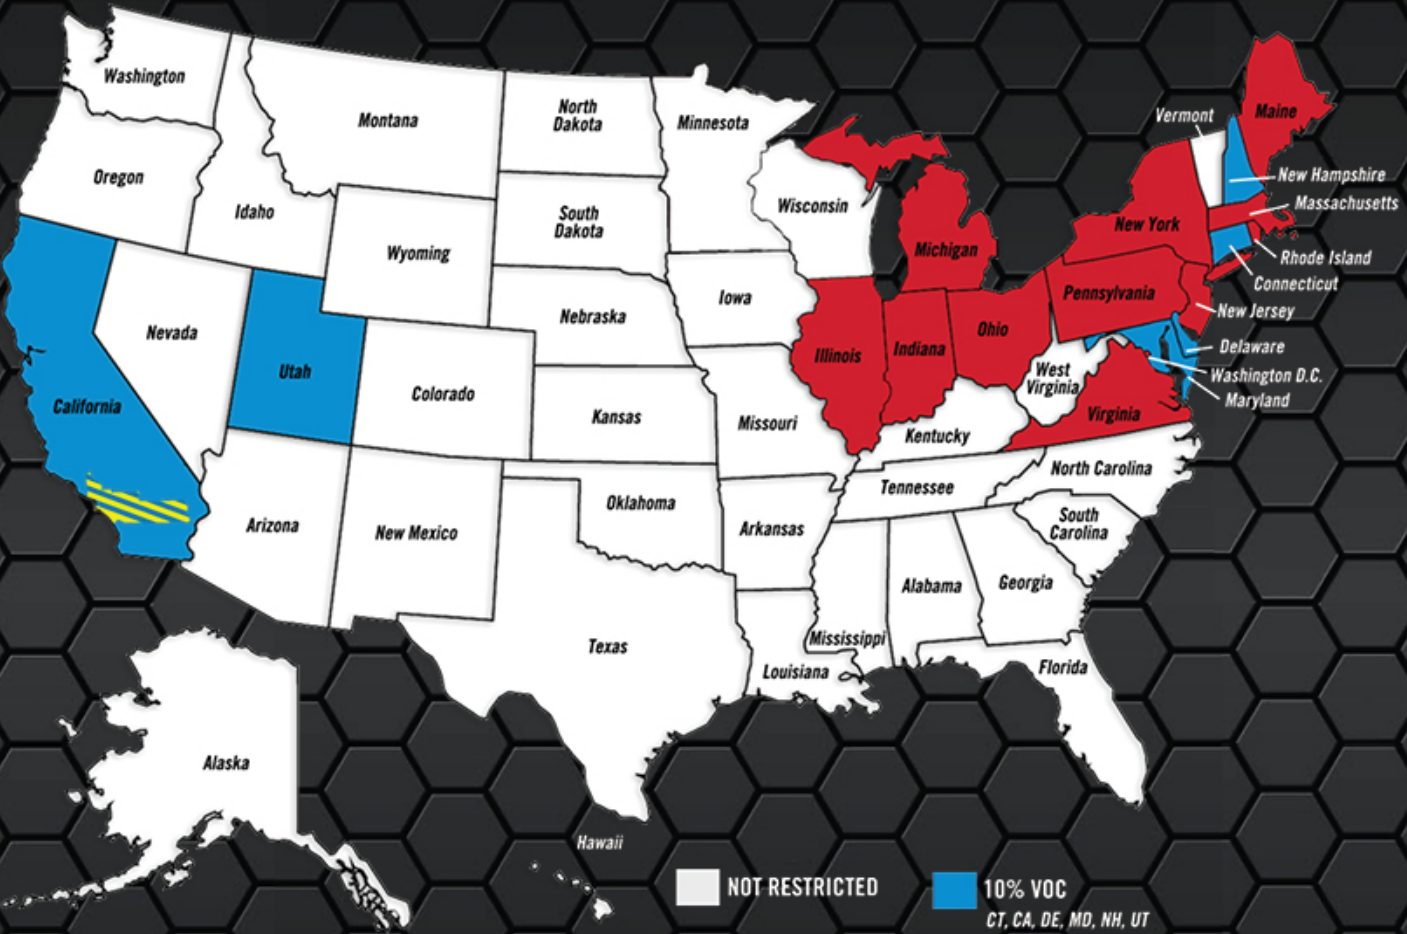 Washington
Montana
North
Dakota
Minnesota
Vermont
Maine
Oregon
Idaho
Wyoming
South
Dakota
Wisconsin
Michigan
New York
New Hampshire
Massachusetts
Rhode Island
Connecticut
New Jersey
Pennsylvania
Nevada
Utah
Colorado
Nebraska
Iowa
Illinois
Indiana
Ohio
Delaware
Washington D.C.
Maryland
West
Virginia
Virginia
California
Kansas
Missouri
Kentucky
North Carolina
Tennessee
Arizona
New Mexico
Oklahoma
Arkansas
South
Carolina
Alabama
Georgia
Texas
Mississippi
Louisiana
Florida
Alaska
Hawaii
NOT RESTRICTED
10% VOC
CT, CA, DE, MD, NH, UT